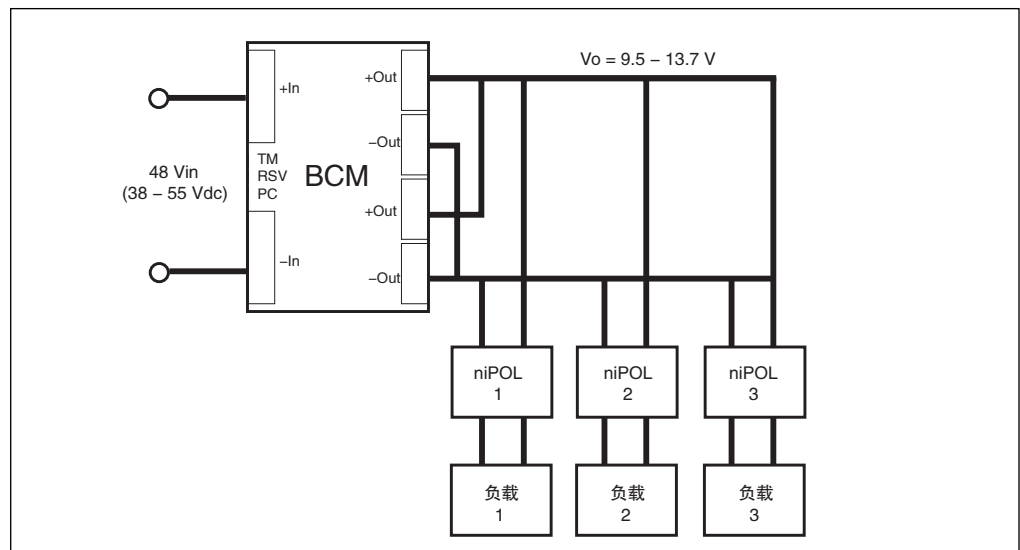 Vo = 9.5 – 13.7 V
+Out
+In
–Out
TM
RSV
PC
BCM
48 Vin
(38 – 55 Vdc)
+Out
–In
–Out
niPOL
1
niPOL
2
niPOL
3
负载
1
负载
2
负载
3